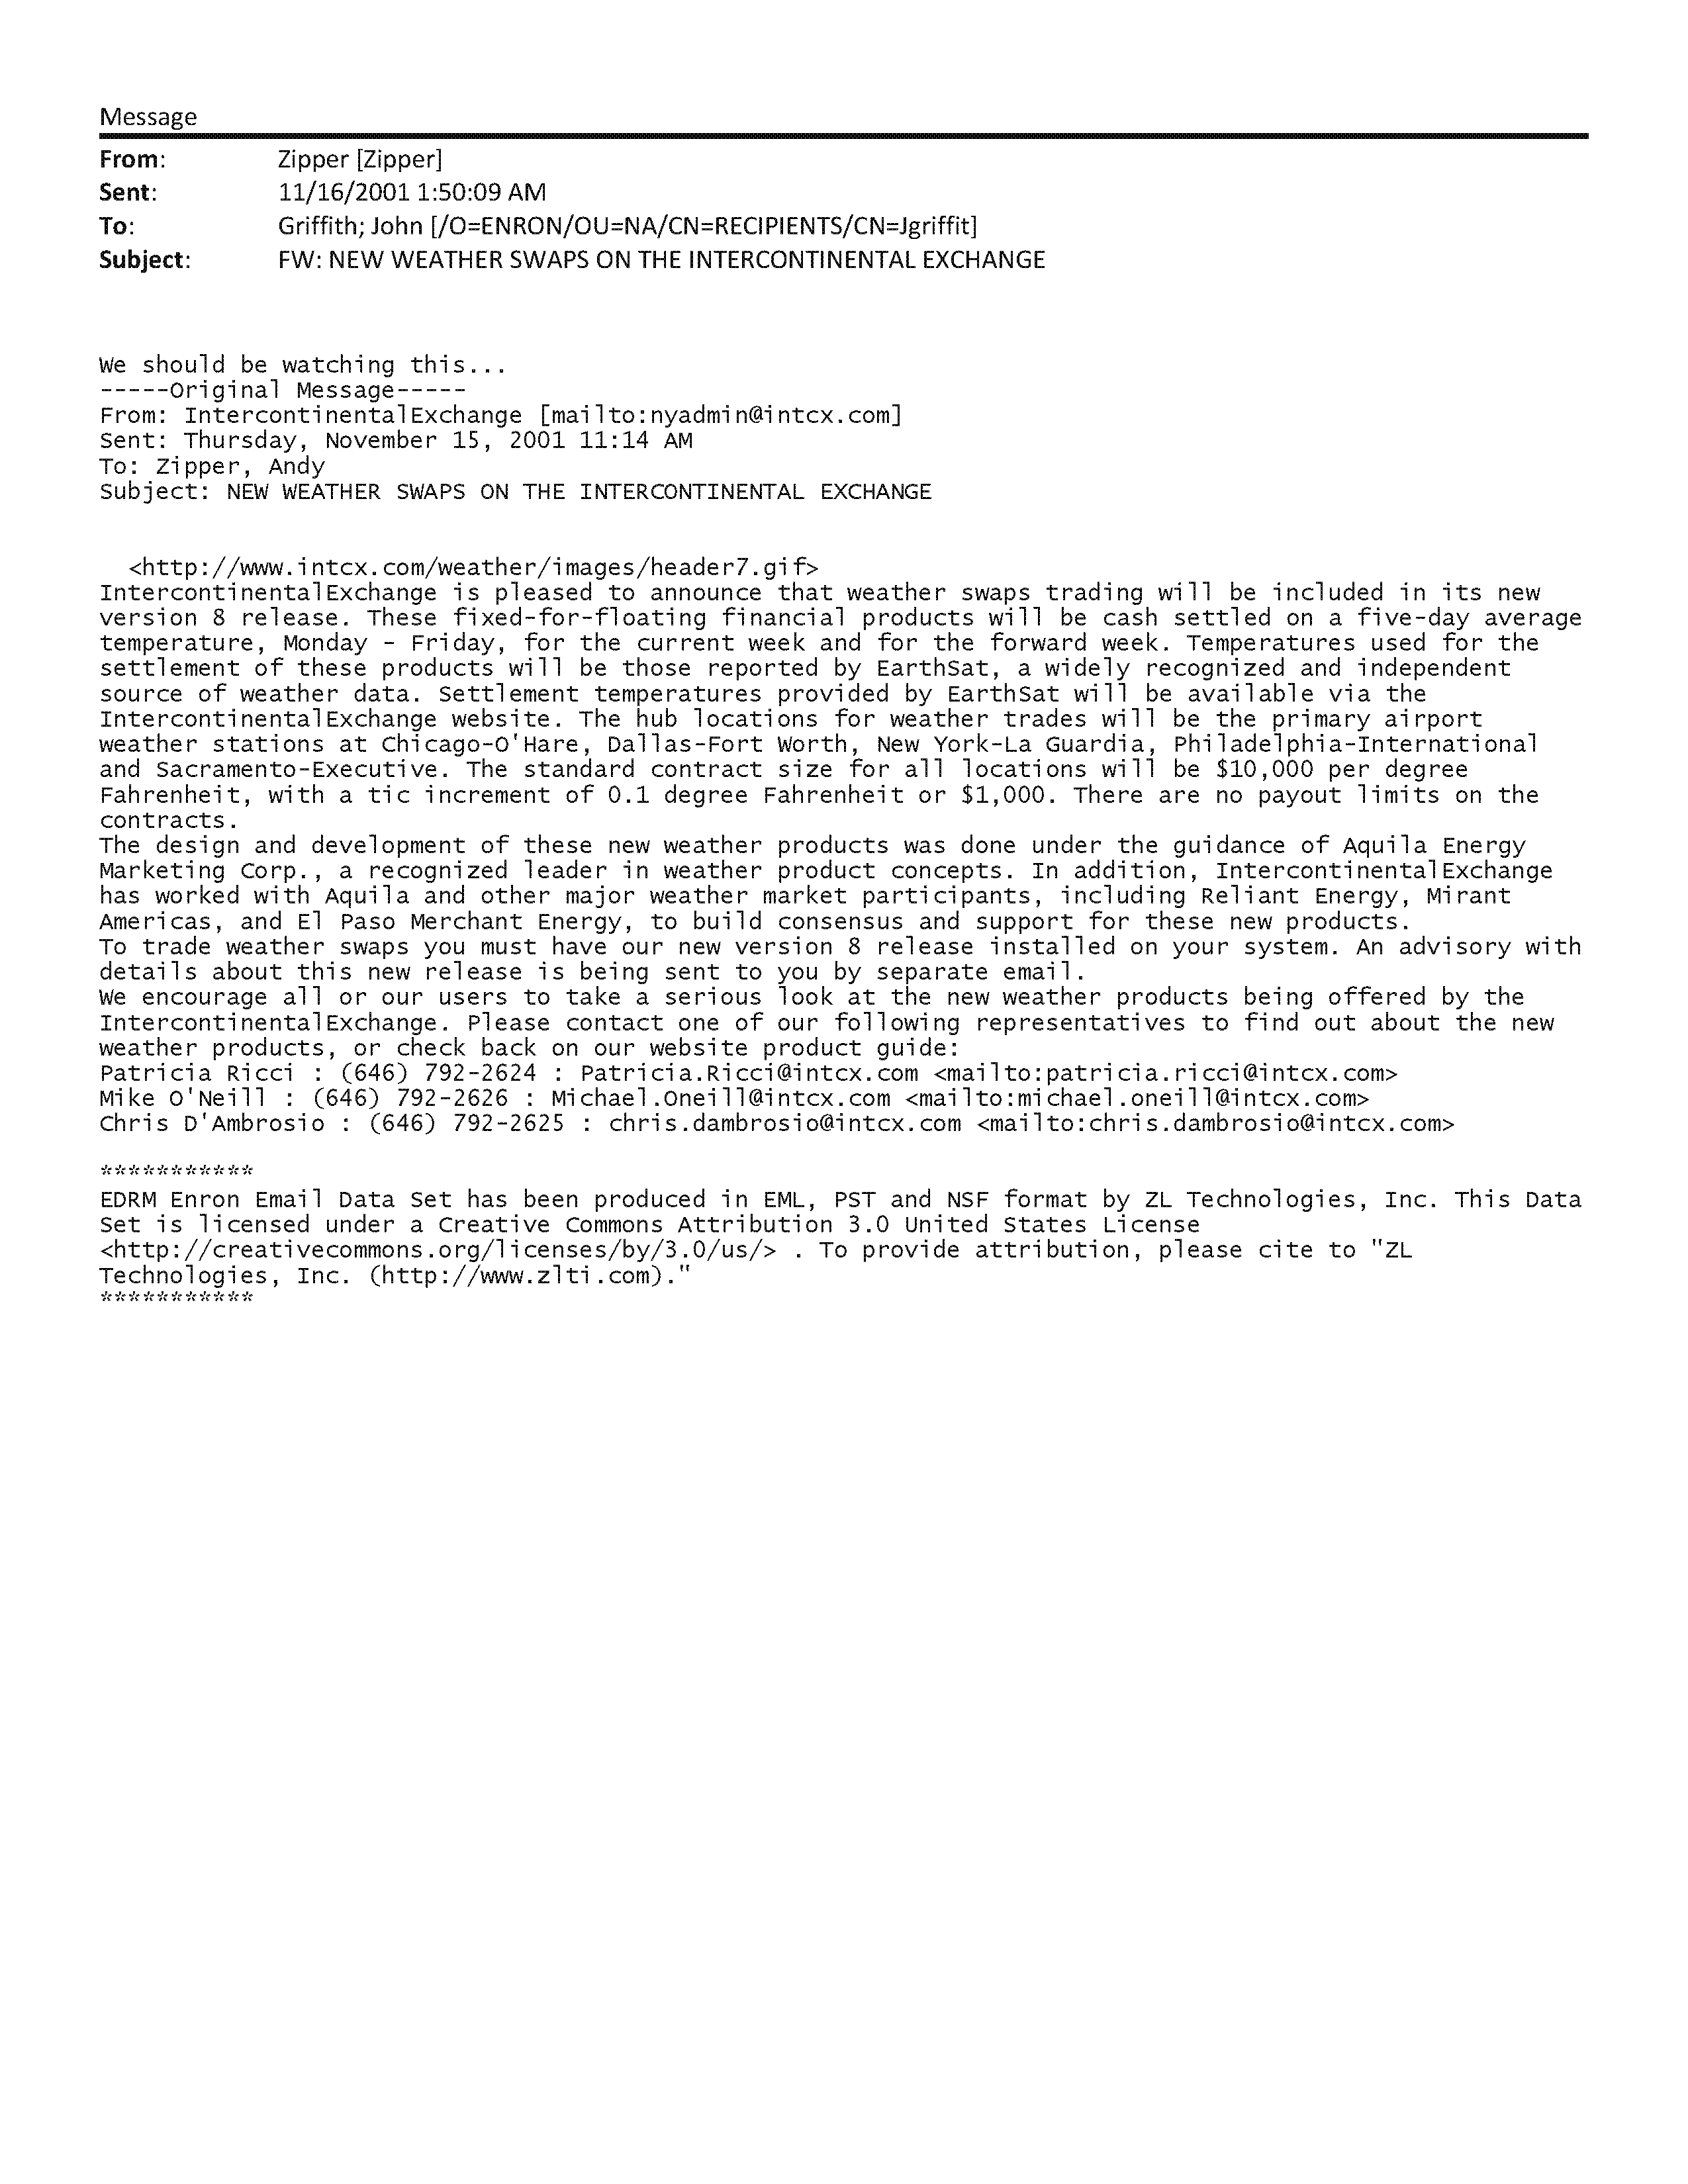 Message
From: Zipper [Zipper]
Sent: 11/16/2001 1:50:09 AM
To: Griffith; John [/O=ENRON/OU=NA/CN=RECIPIENTS/CN=Jgriffit]
Subject: FW: NEW WEATHER SWAPS ON THE INTERCONTINENTAL EXCHANGE
We should be watching this...
-----Original Message-----
From: IntercontinentalExchange [mailto:nyadmin@intcx.com]
Sent: Thursday, November 15, 2001 11:14 AM
To: Zipper, Andy
Subject: NEW WEATHER SWAPS ON THE INTERCONTINENTAL EXCHANGE
<http://www.intcx.com/weather/images/header7.gif>
IntercontinentalExchange is pleased to announce that weather swaps trading will be included in its new
version 8 release. These fixed-for-floating financial products will be cash settled on a five-day average
temperature, Monday - Friday, for the current week and for the forward week. Temperatures used for the
settlement of these products will be those reported by EarthSat, a widely recognized and independent
source of weather data. Settlement temperatures provided by EarthSat will be available via the
IntercontinentalExchange website. The hub locations for weather trades will be the primary airport
weather stations at Chicago-O'Hare, Dallas-Fort Worth, New York-La Guardia, Philadelphia-International
and Sacramento-Executive. The standard contract size for all locations will be $10,000 per degree
Fahrenheit, with a tic increment of 0.1 degree Fahrenheit or $1,000. There are no payout limits on the
contracts.
The design and development of these new weather products was done under the guidance of Aquila Energy
Marketing Corp., a recognized leader in weather product concepts. In addition, IntercontinentalExchange
has worked with Aquila and other major weather market participants, including Reliant Energy, Mirant
Americas, and El Paso Merchant Energy, to build consensus and support for these new products.
To trade weather swaps you must have our new version 8 release installed on your system. An advisory with
details about this new release is being sent to you by separate email.
We encourage all or our users to take a serious look at the new weather products being offered by the
IntercontinentalExchange. Please contact one of our following representatives to find out about the new
weather products, or check back on our website product guide:
Patricia Ricci : (646) 792-2624 : Patricia.Ricci@intcx.com <mailto:patricia.ricci@intcx.com>
Mike O'Neill : (646) 792-2626 : Michael.Oneill@intcx.com <mailto:michael.oneill@intcx.com>
Chris D'Ambrosio : (646) 792-2625 : chris.dambrosio@intcx.com <mailto:chris.dambrosio@intcx.com>
***********
EDRM Enron Email Data Set has been produced in EML, PST and NSF format by ZL Technologies, Inc. This Data
Set is licensed under a Creative Commons Attribution 3.0 United States License
<http://creativecommons.org/licenses/by/3.0/us/> . To provide attribution, please cite to "ZL
Technologies, Inc. (http://www.zlti.com)."
***********